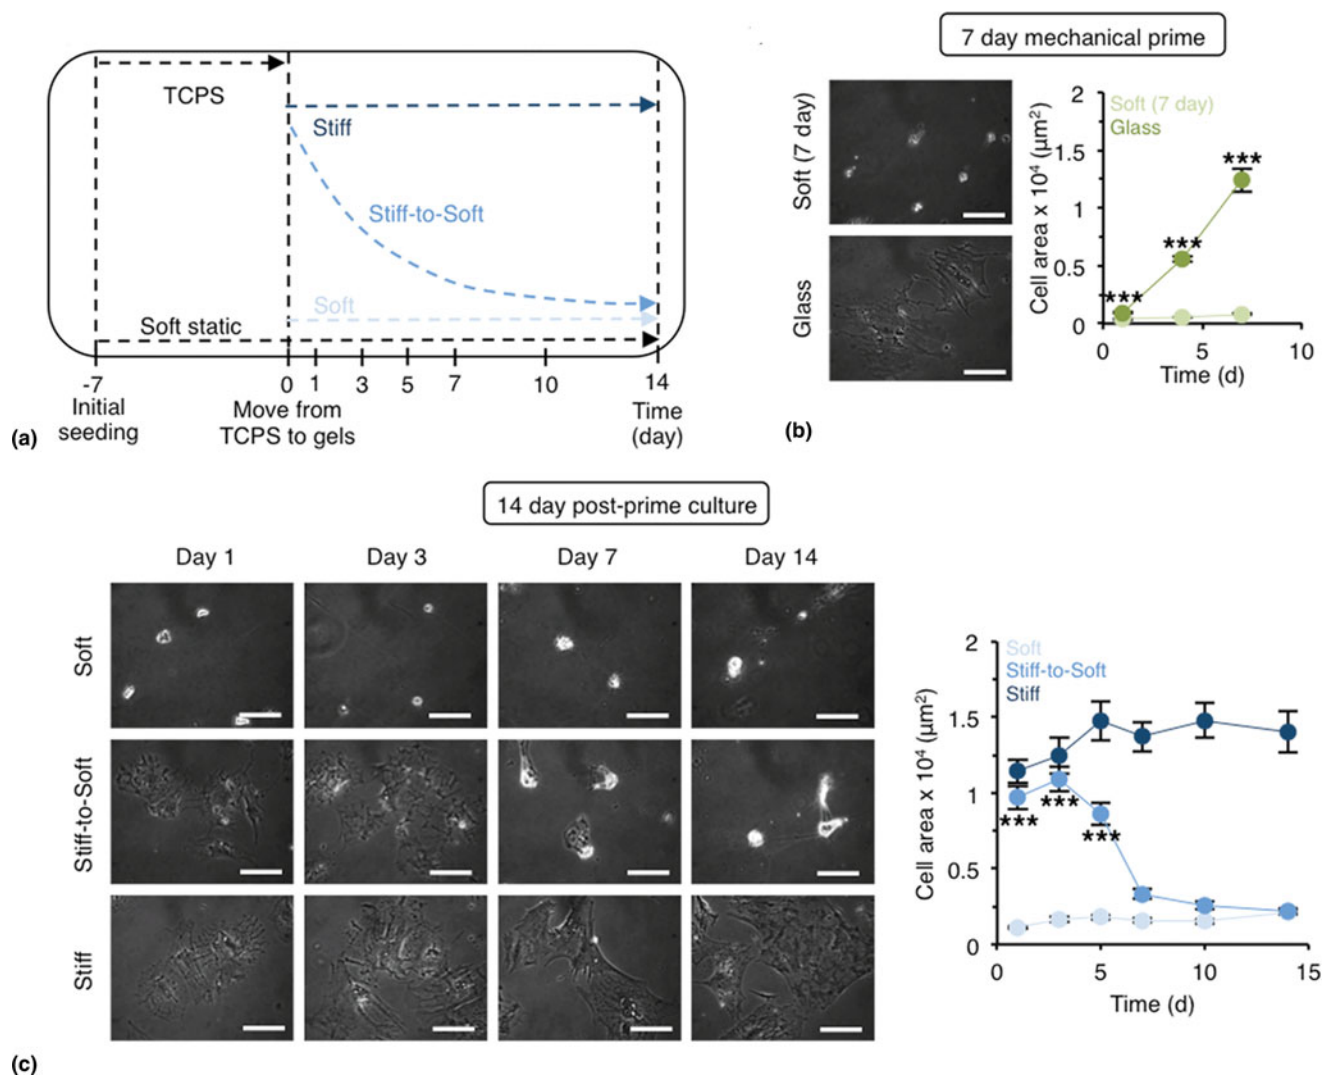 TCPS
Stiff
Stiff-to-Soft
Soft
Soft static
-7
0
1
3
5
7
10
14
Initial
seeding
Move from
TCPS to gels
Time
(day)
(a)
7 day mechanical prime
Soft (7 day)
Glass
Cell area x 10⁴ (µm²)
2
1.5
1
0.5
0
Soft (7 day)
Glass
***
***
***
0
5
10
Time (d)
(b)
14 day post-prime culture
Day 1
Day 3
Day 7
Day 14
Soft
Stiff-to-Soft
Stiff
Cell area x 10⁴ (µm²)
2
1.5
1
0.5
0
Soft
Stiff-to-Soft
Stiff
***
***
***
0
5
10
15
Time (d)
(c)